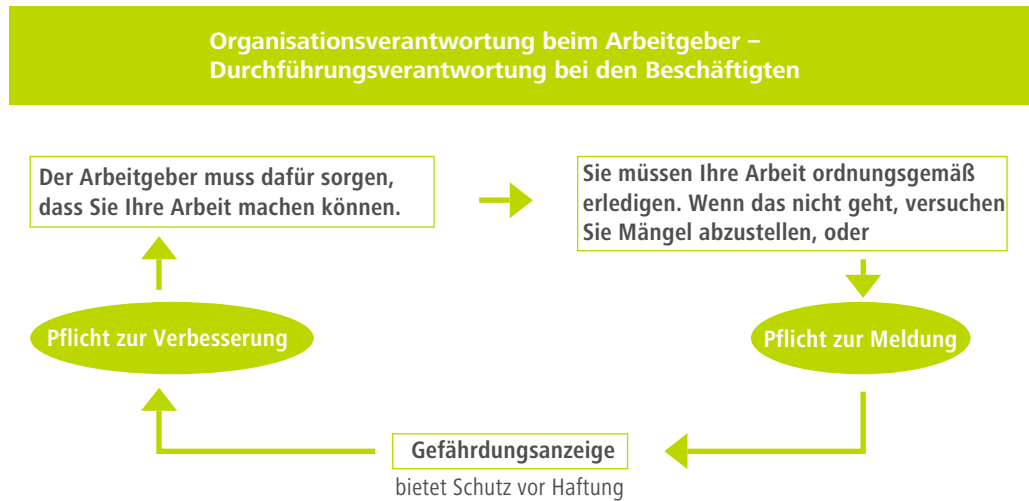 Organisationsverantwortung beim Arbeitgeber –
Durchführungsverantwortung bei den Beschäftigten
Der Arbeitgeber muss dafür sorgen,
dass Sie Ihre Arbeit machen können.
Sie müssen Ihre Arbeit ordnungsgemäß
erledigen. Wenn das nicht geht, versuchen
Sie Mängel abzustellen, oder
Pflicht zur Verbesserung
Pflicht zur Meldung
Gefährdungsanzeige
bietet Schutz vor Haftung